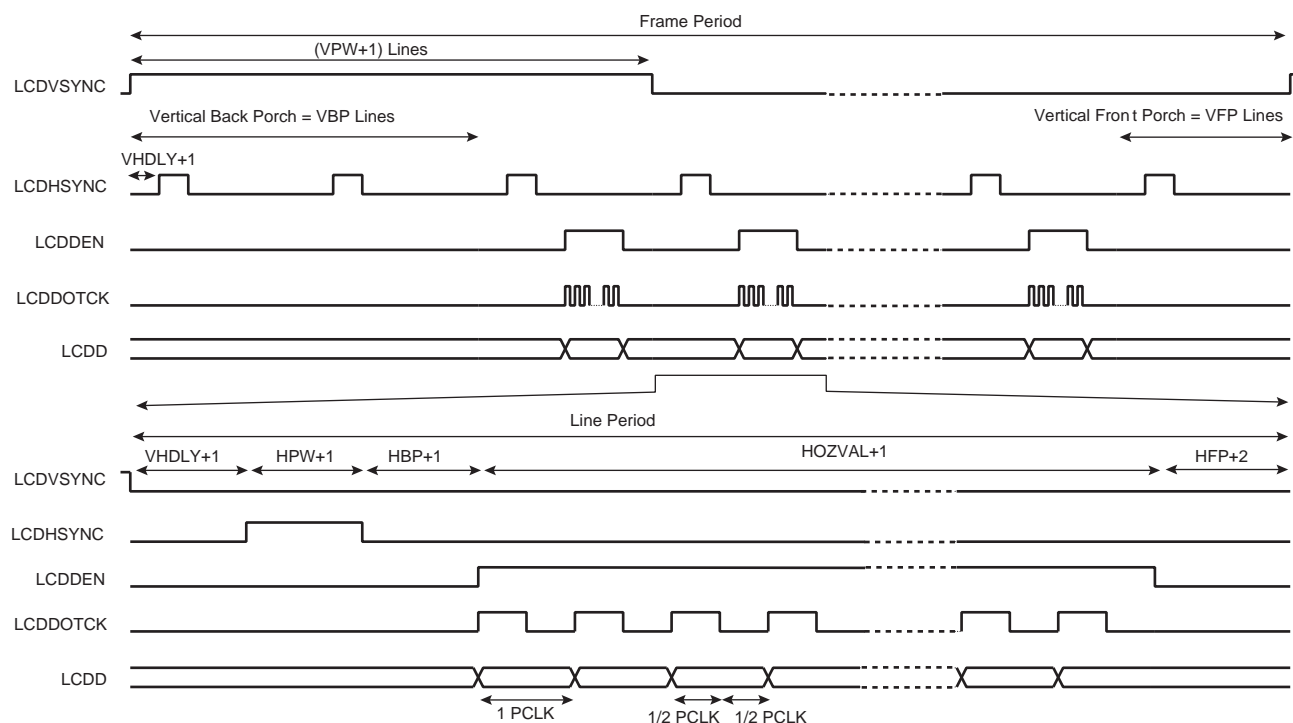 Frame Period
(VPW+1) Lines
LCDVSYNC
Vertical Back Porch = VBP Lines
Vertical Front Porch = VFP Lines
VHDLY+1
LCDHSYNC
LCDDEN
LCDDOTCK
LCDD
Line Period
VHDLY+1 HPW+1 HBP+1 HOZVAL+1 HFP+2
LCDVSYNC
LCDHSYNC
LCDDEN
LCDDOTCK
LCDD
1 PCLK 1/2 PCLK 1/2 PCLK